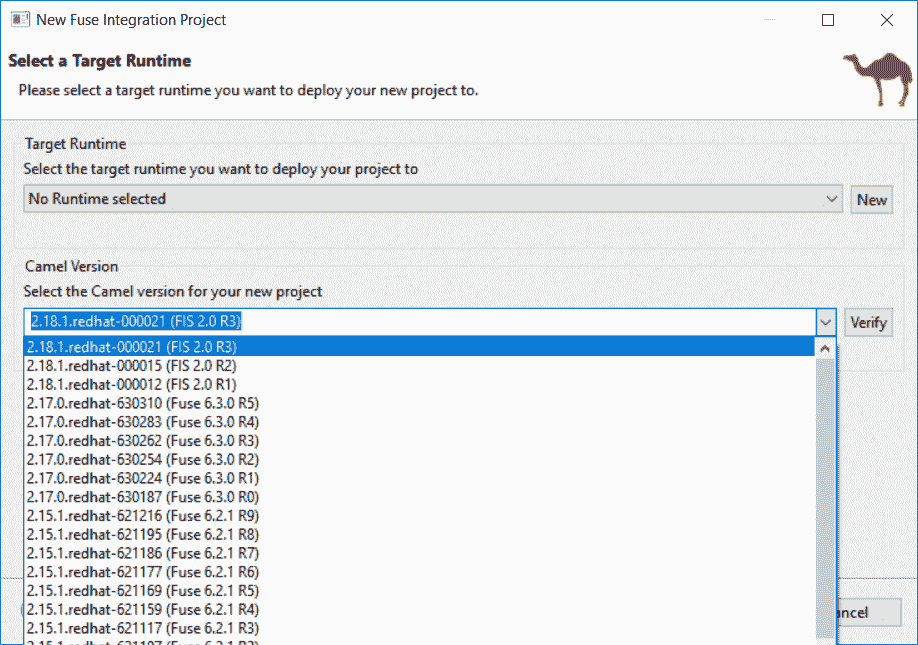 New Fuse Integration Project
Select a Target Runtime
Please select a target runtime you want to deploy your new project to.
Target Runtime
Select the target runtime you want to deploy your project to
No Runtime selected
New
Camel Version
Select the Camel version for your new project
2.18.1.redhat-000021 (FIS 2.0 R3)
Verify
2.18.1.redhat-000021 (FIS 2.0 R3)
2.18.1.redhat-000015 (FIS 2.0 R2)
2.18.1.redhat-000012 (FIS 2.0 R1)
2.17.0.redhat-630310 (Fuse 6.3.0 R5)
2.17.0.redhat-630283 (Fuse 6.3.0 R4)
2.17.0.redhat-630262 (Fuse 6.3.0 R3)
2.17.0.redhat-630254 (Fuse 6.3.0 R2)
2.17.0.redhat-630224 (Fuse 6.3.0 R1)
2.17.0.redhat-630187 (Fuse 6.3.0 R0)
2.15.1.redhat-621216 (Fuse 6.2.1 R9)
2.15.1.redhat-621195 (Fuse 6.2.1 R8)
2.15.1.redhat-621186 (Fuse 6.2.1 R7)
2.15.1.redhat-621177 (Fuse 6.2.1 R6)
2.15.1.redhat-621169 (Fuse 6.2.1 R5)
2.15.1.redhat-621159 (Fuse 6.2.1 R4)
ancel
2.15.1.redhat-621117 (Fuse 6.2.1 R3)